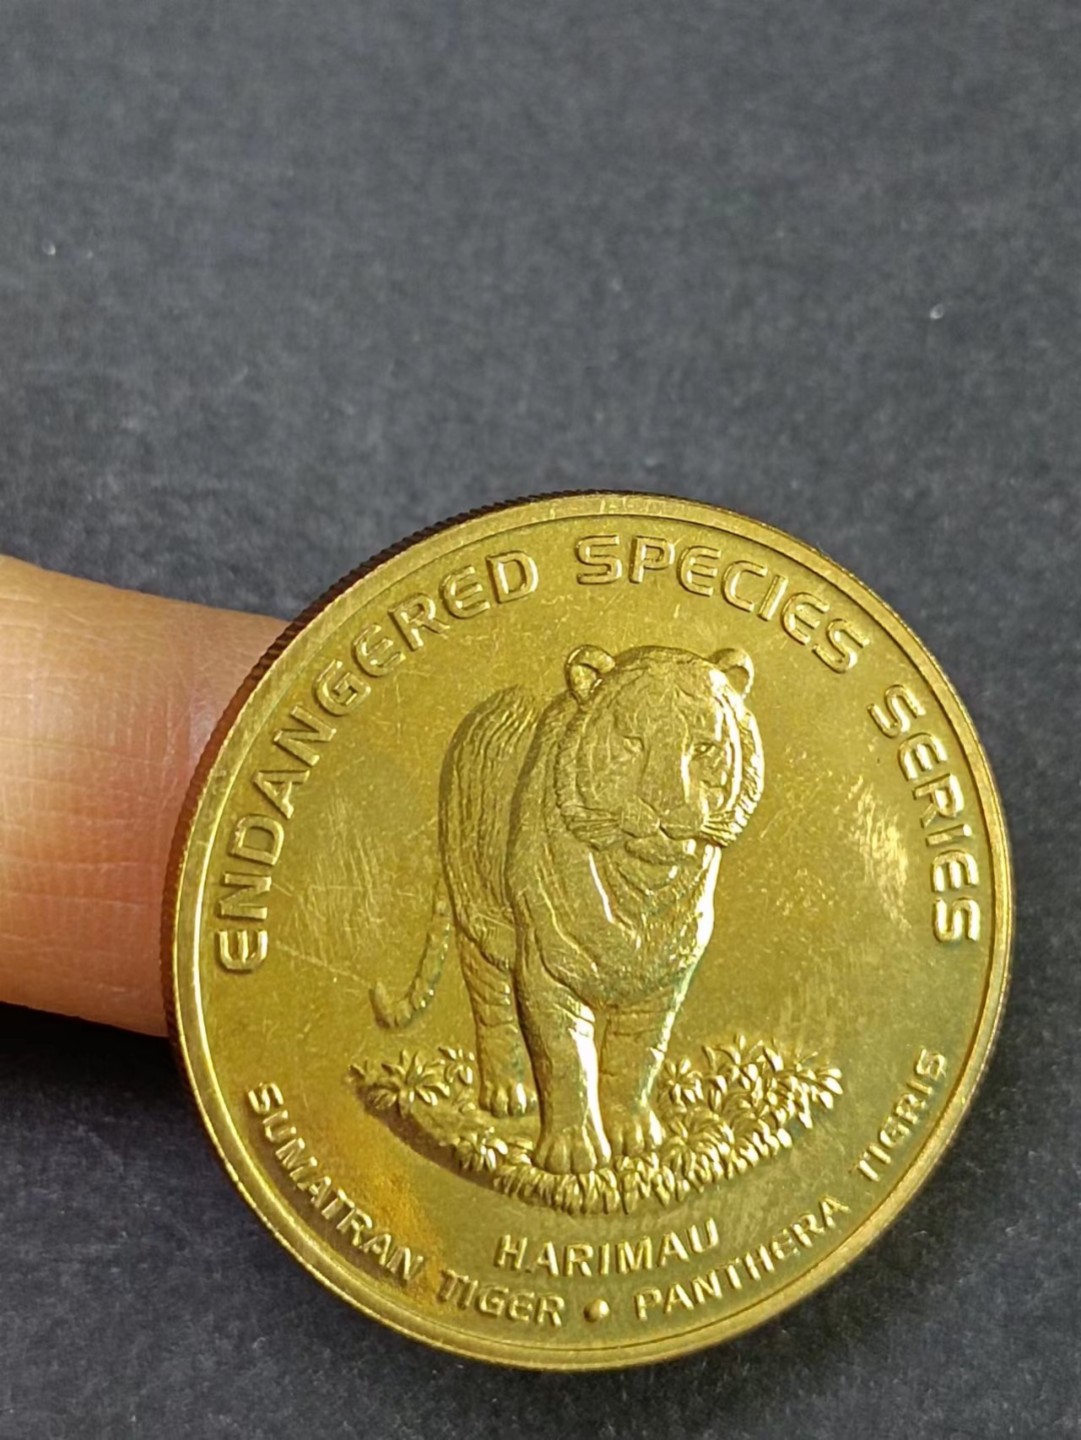 ENDANGERED SPECIES SERIES
HARIMAU
SUMATRAN TIGER • PANTHERA TIGRIS